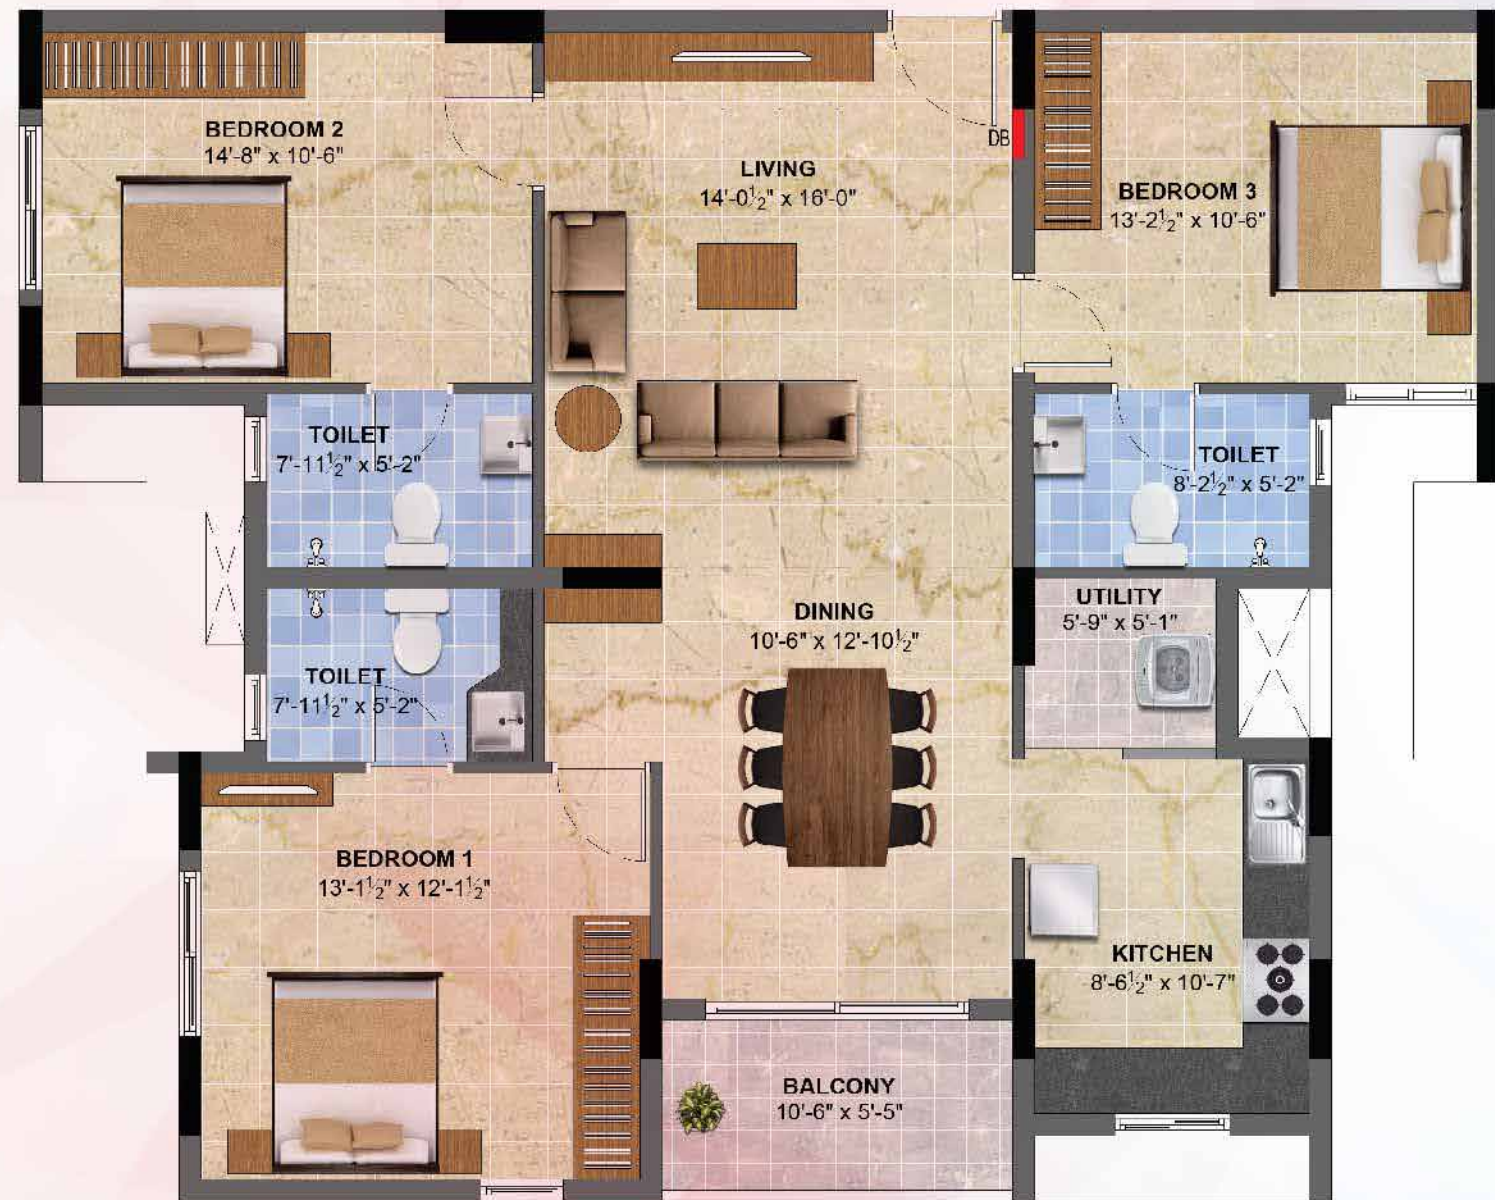 BEDROOM 2
14'-8" x 10'-6"
LIVING
14'-0½" x 16'-0"
DB
BEDROOM 3
13'-2½" x 10'-6"
TOILET
7'-11½" x 5'-2"
TOILET
8'-2½" x 5'-2"
DINING
10'-6" x 12'-10½"
UTILITY
5'-9" x 5'-1"
TOILET
7'-11½" x 5'-2"
BEDROOM 1
13'-1½" x 12'-1½"
KITCHEN
8'-6½" x 10'-7"
BALCONY
10'-6" x 5'-5"